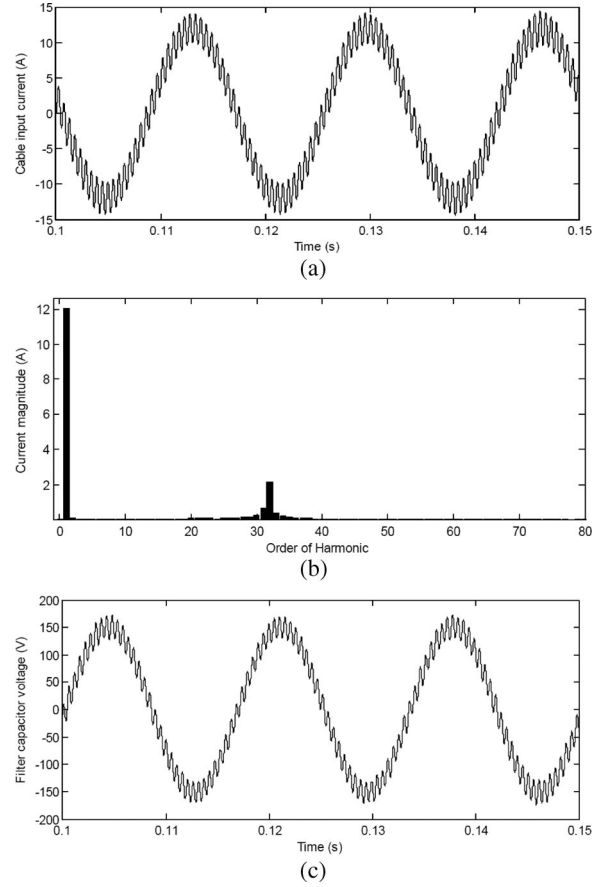 15
10
5
0
-5
-10
-15
Cable input current (A)
0.1 0.11 0.12 0.13 0.14 0.15
Time (s)
(a)
12
10
8
6
4
2
Current magnitude (A)
0 10 20 30 40 50 60 70 80
Order of Harmonic
(b)
200
150
100
50
0
-50
-100
-150
-200
Filter capacitor voltage (V)
0.1 0.11 0.12 0.13 0.14 0.15
Time (s)
(c)